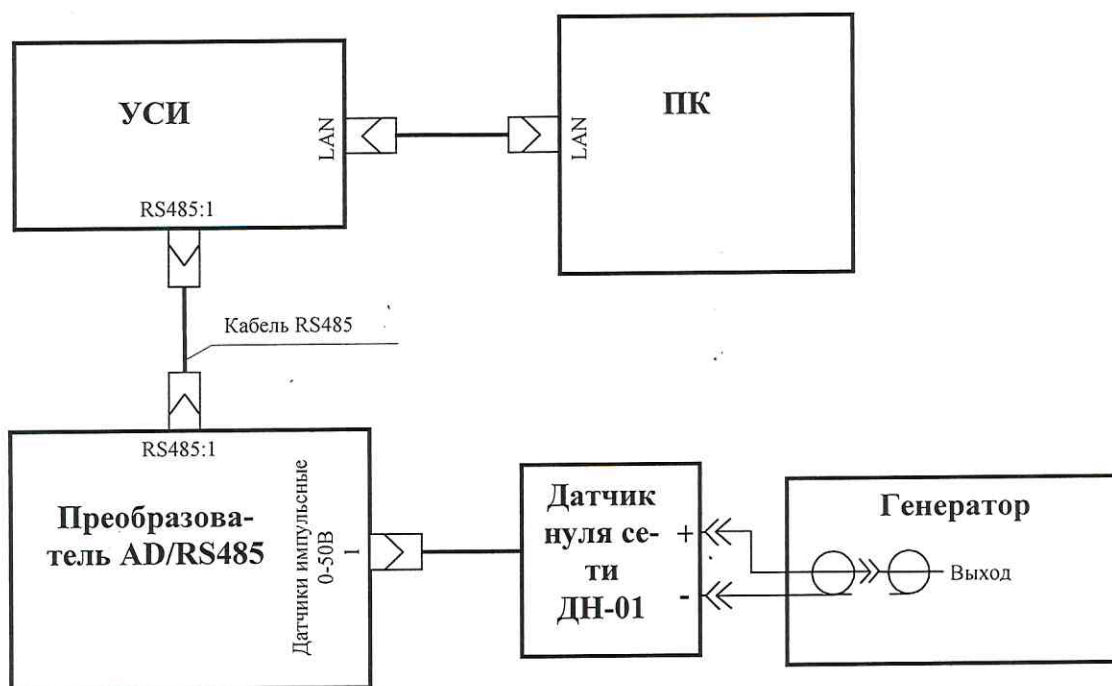 УСИ
LAN
RS485:1
ПК
LAN
Кабель RS485
RS485:1
Преобразова-
тель AD/RS485
Датчики импульсные
0-50В
1
Датчик
нуля се-
ти
ДН-01
+
-
Генератор
Выход